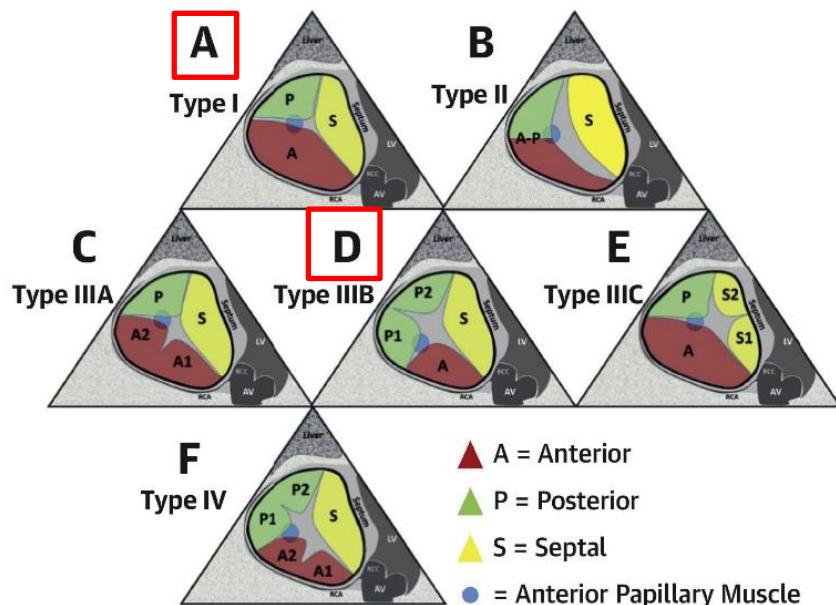 A
Type I
Liver
P
S
A
Septum
LV
RCC
AV
RCA
B
Type II
Liver
A-P
S
Septum
LV
RCC
AV
RCA
C
Type IIIA
Liver
P
S
A2
A1
Septum
LV
RCC
AV
RCA
D
Type IIIB
Liver
P2
P1
S
A
Septum
LV
RCC
AV
RCA
E
Type IIIC
Liver
P
S2
S1
A
Septum
LV
RCC
AV
RCA
F
Type IV
Liver
P2
P1
S
A2
A1
Septum
LV
RCC
AV
RCA
A = Anterior
P = Posterior
S = Septal
= Anterior Papillary Muscle